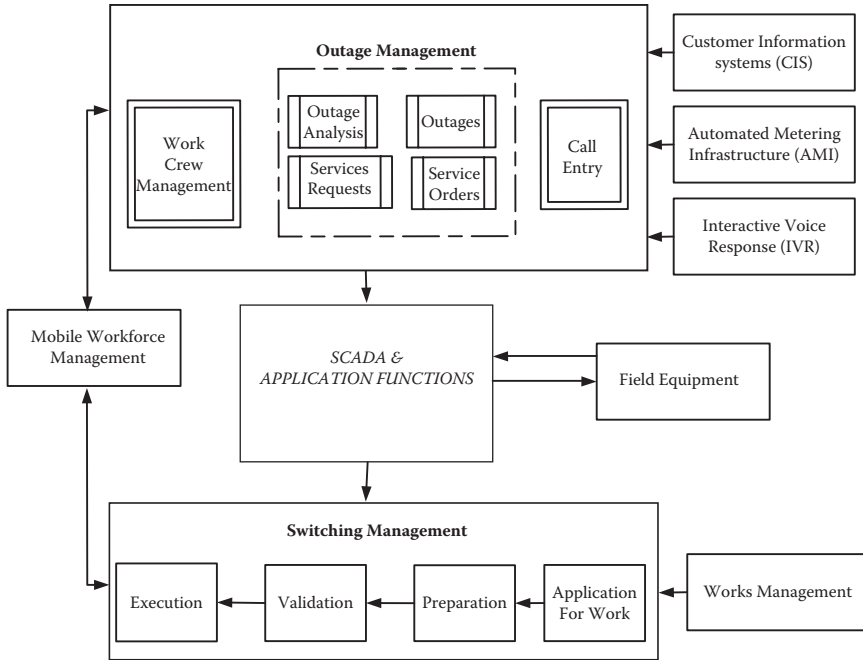 Outage Management
Work
Crew
Management
Outage
Analysis
Outages
Services
Requests
Service
Orders
Call
Entry
Customer Information
systems (CIS)
Automated Metering
Infrastructure (AMI)
Interactive Voice
Response (IVR)
Mobile Workforce
Management
SCADA &
APPLICATION FUNCTIONS
Field Equipment
Switching Management
Execution
Validation
Preparation
Application
For Work
Works Management